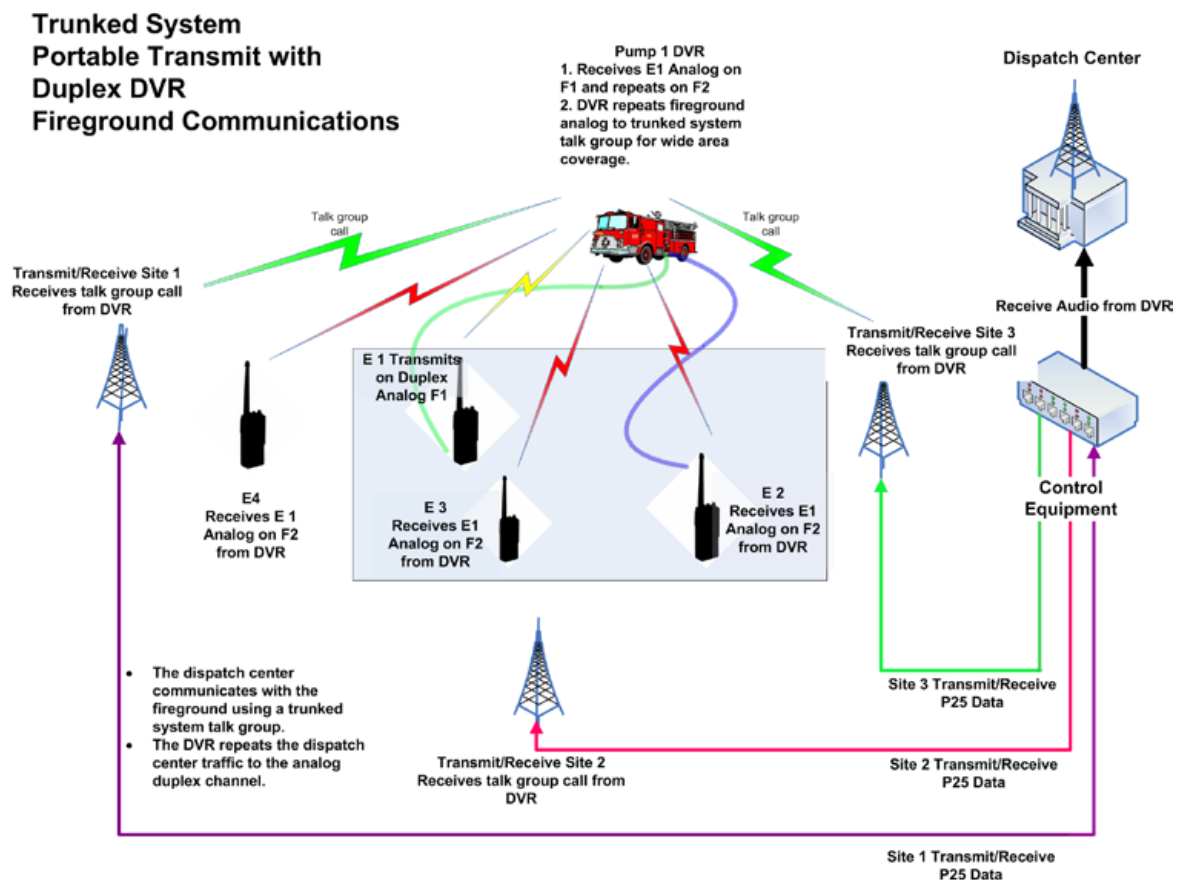 Trunked System
Portable Transmit with
Duplex DVR
Fireground Communications
Pump 1 DVR
1. Receives E1 Analog on
F1 and repeats on F2
2. DVR repeats fireground
analog to trunked system
talk group for wide area
coverage.
Dispatch Center
Talk group
call
Talk group
call
Transmit/Receive Site 1
Receives talk group call
from DVR
Receive Audio from DVR
Transmit/Receive Site 3
Receives talk group call
from DVR
E 1 Transmits
on Duplex
Analog F1
E4
Receives E 1
Analog on F2
from DVR
E 3
Receives E1
Analog on F2
from DVR
E 2
Receives E1
Analog on F2
from DVR
Control
Equipment
• The dispatch center
communicates with the
fireground using a trunked
system talk group.
• The DVR repeats the dispatch
center traffic to the analog
duplex channel.
Site 3 Transmit/Receive
P25 Data
Transmit/Receive Site 2
Receives talk group call from
DVR
Site 2 Transmit/Receive
P25 Data
Site 1 Transmit/Receive
P25 Data